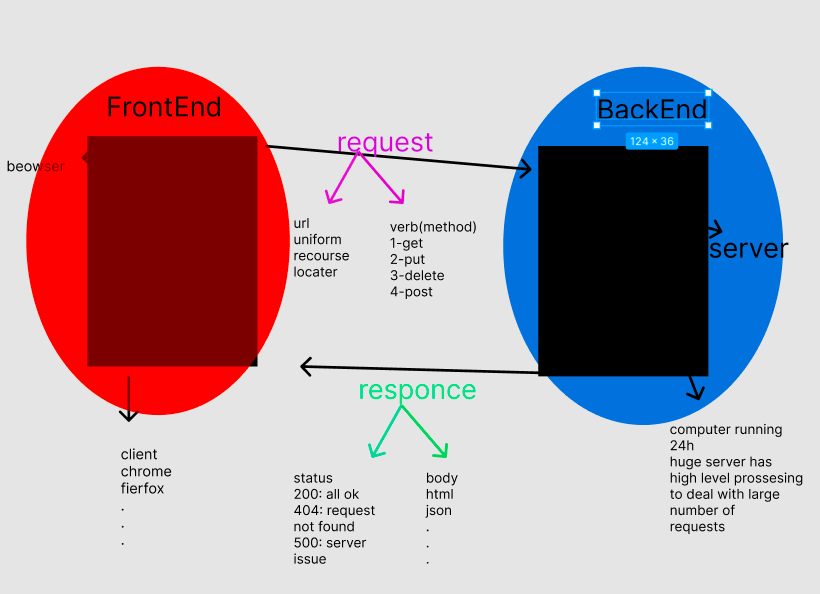 FrontEnd
BackEnd
124 × 36
beowser
request
url
uniform
recourse
locater
verb(method)
1-get
2-put
3-delete
4-post
server
responce
client
chrome
fierfox
.
.
.
status
200: all ok
404: request
not found
500: server
issue
body
html
json
.
.
.
computer running
24h
huge server has
high level prossesing
to deal with large
number of
requests